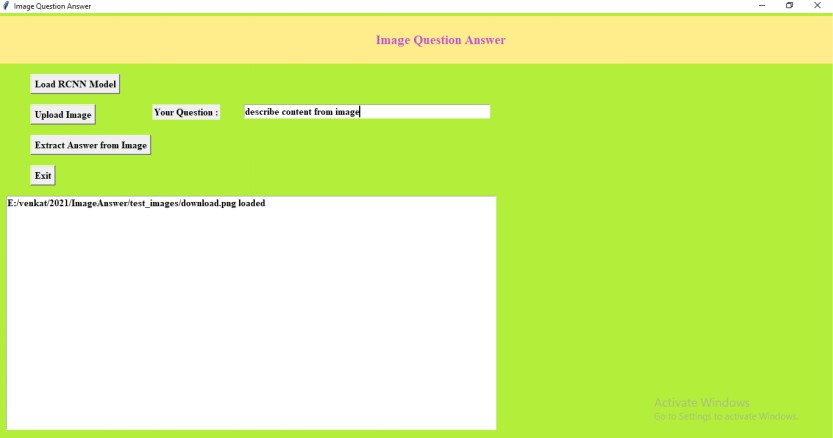 Image Question Answer
Image Question Answer
Load RCNN Model
Upload Image
Your Question :
describe content from image
Extract Answer from Image
Exit
E:/venkat/2021/ImageAnswer/test_images/download.png loaded
Activate Windows
Go to Settings to activate Windows.